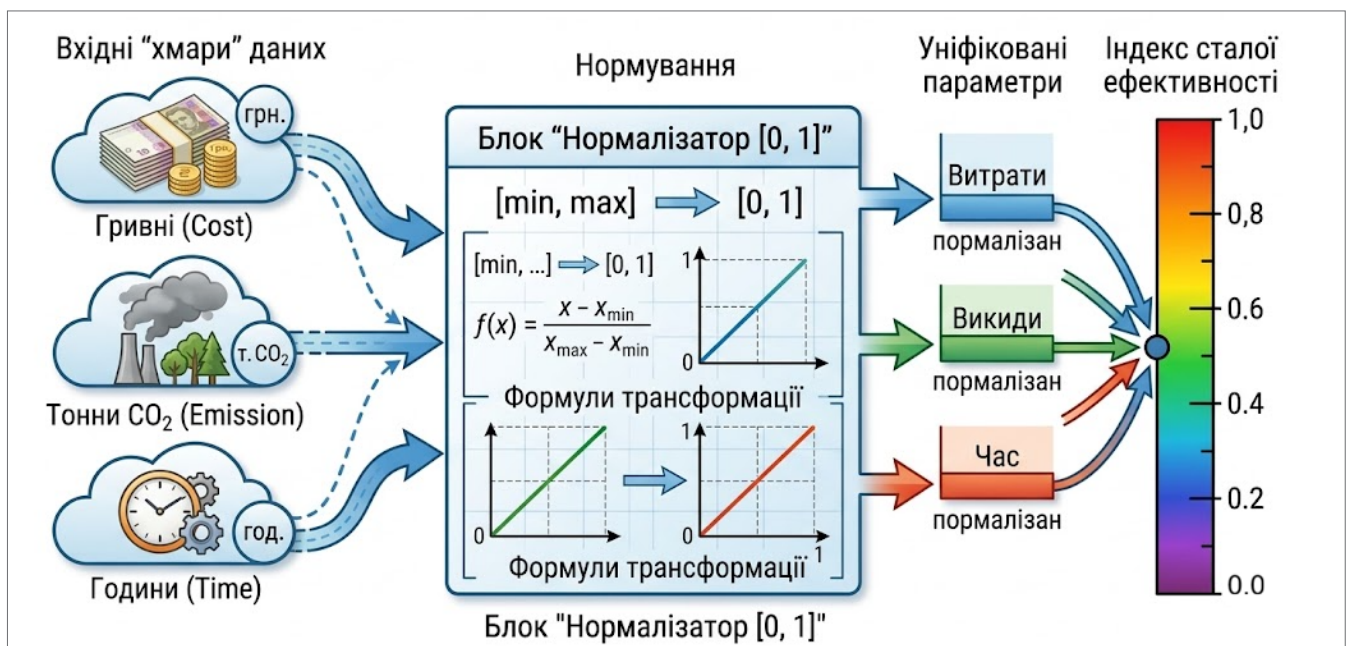 Вхідні “хмари” даних
грн.
Гривні (Cost)
т. CO₂
Тонни CO₂ (Emission)
год.
Години (Time)
Нормування
Блок “Нормалізатор [0, 1]”
[min, max] [0, 1]
[min, ...] [0, 1]
f(x) = (x − xmin) / (xmax − xmin)
1
0
Формули трансформації
0
1
0
1
Формули трансформації
Блок "Нормалізатор [0, 1]"
Уніфіковані
параметри
Витрати
пормалізан
Викиди
пормалізан
Час
пормалізан
Індекс сталої
ефективності
1,0
0,8
0.6
0.4
0.2
0.0